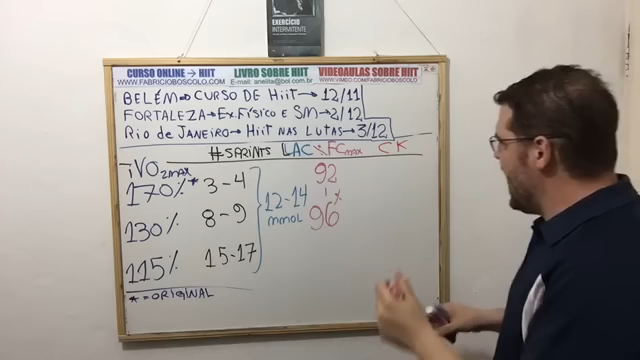 EXERCÍCIO
INTERMITENTE
CURSO ONLINE → HIIT LIVRO SOBRE HIIT VIDEOAULAS SOBRE HIIT
WWW.FABRICIOBOSCOLO.COM E-mail: anelita@bol.com.br WWW.VIMEO.COM/FABRICIOBOSCOLO
BELÉM → CURSO DE HiiT → 12/11
FORTALEZA → Ex. Físico E SM → 2/12
Rio de JANEIRO → HiiT NAS LUTAS → 3/12
iVO2MAX #SPRINTS LAC %FCmax CK
170%* 3-4 92
130% 8-9 12-14 mmol 96%
115% 15-17
* = ORIGINAL